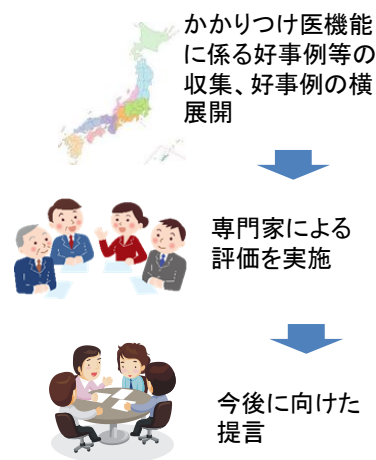 かかりつけ医機能
に係る好事例等の
収集、好事例の横
展開
専門家による
評価を実施
今後に向けた
提言